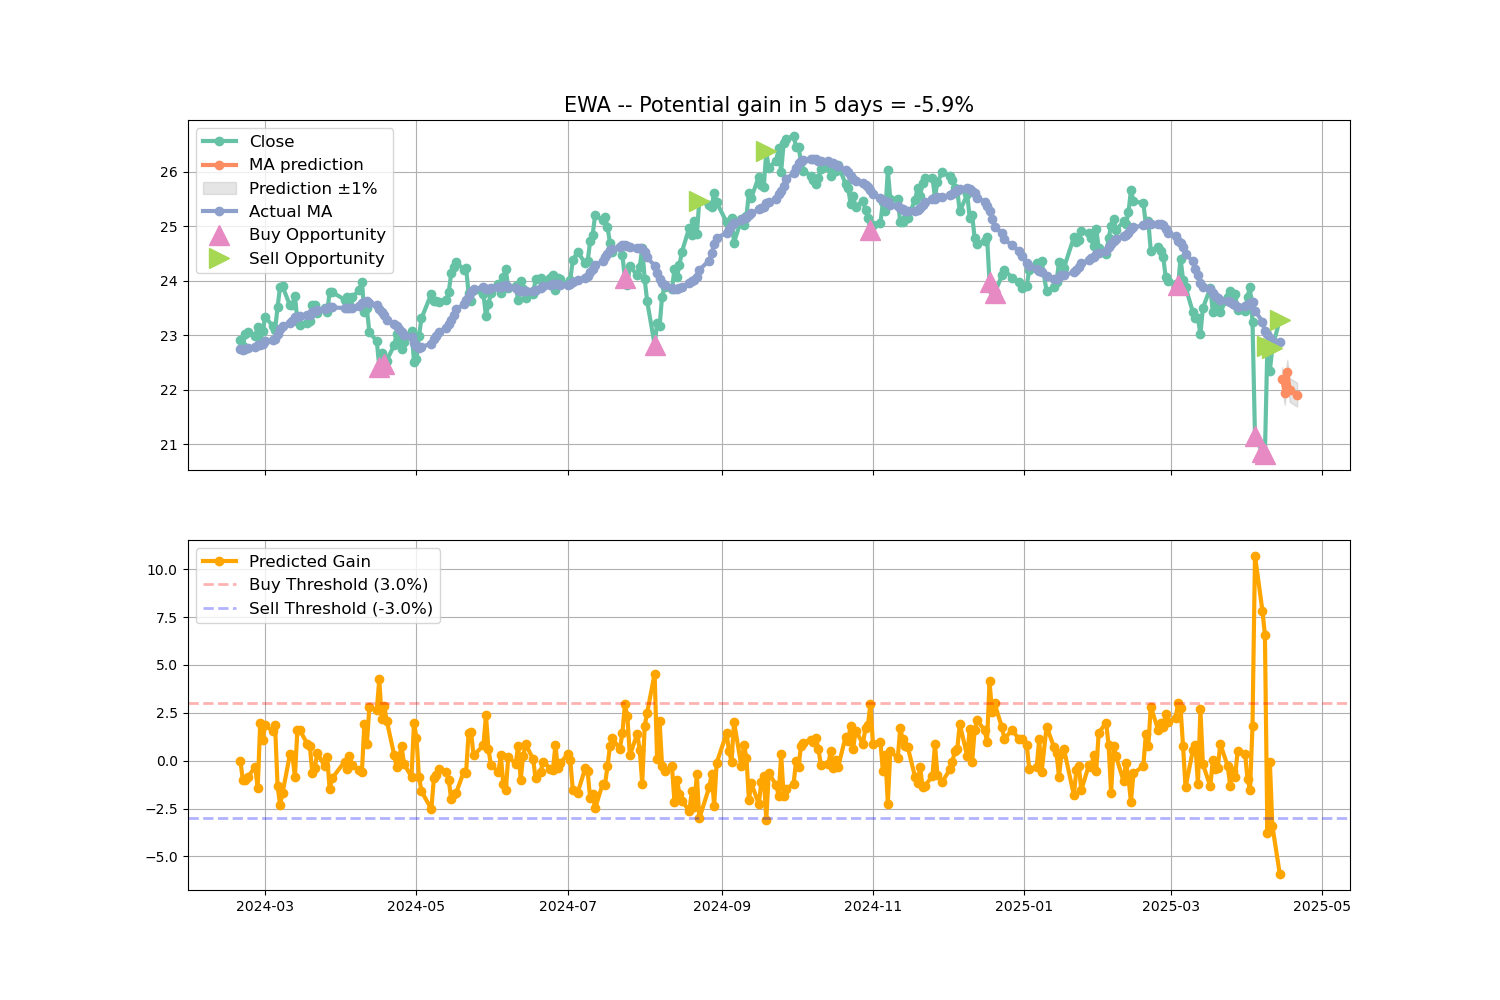 EWA -- Potential gain in 5 days = -5.9%
Close
MA prediction
Prediction ±1%
Actual MA
Buy Opportunity
Sell Opportunity
26
25
24
23
22
21
Predicted Gain
Buy Threshold (3.0%)
Sell Threshold (-3.0%)
10.0
7.5
5.0
2.5
0.0
−2.5
−5.0
2024-03 2024-05 2024-07 2024-09 2024-11 2025-01 2025-03 2025-05